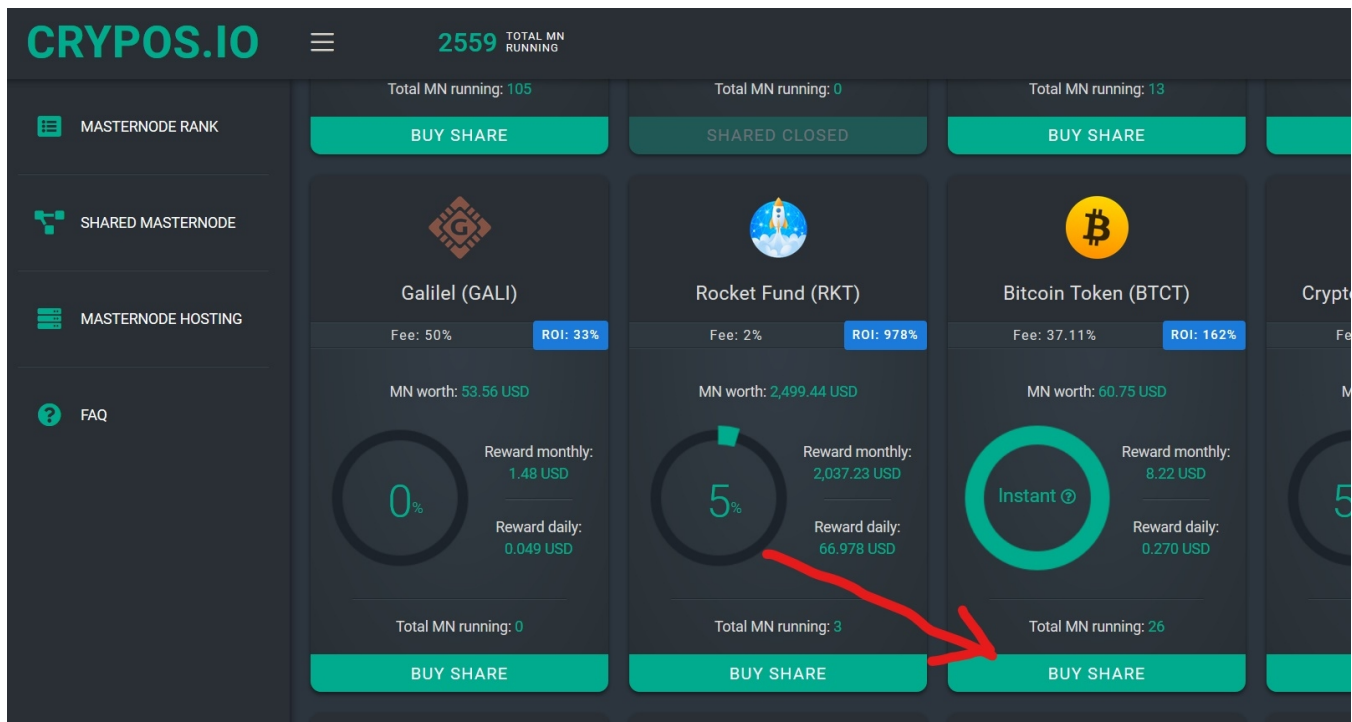 CRYPOS.IO
2559 TOTAL MN RUNNING
MASTERNODE RANK
SHARED MASTERNODE
MASTERNODE HOSTING
FAQ
Total MN running: 105
BUY SHARE
Total MN running: 0
SHARED CLOSED
Total MN running: 13
BUY SHARE
G
Galilel (GALI)
Fee: 50%
ROI: 33%
MN worth: 53.56 USD
0%
Reward monthly:
1.48 USD
Reward daily:
0.049 USD
Total MN running: 0
BUY SHARE
Rocket Fund (RKT)
Fee: 2%
ROI: 978%
MN worth: 2,499.44 USD
5%
Reward monthly:
2,037.23 USD
Reward daily:
66.978 USD
Total MN running: 3
BUY SHARE
Bitcoin Token (BTCT)
Fee: 37.11%
ROI: 162%
MN worth: 60.75 USD
Instant
Reward monthly:
8.22 USD
Reward daily:
0.270 USD
Total MN running: 26
BUY SHARE
5